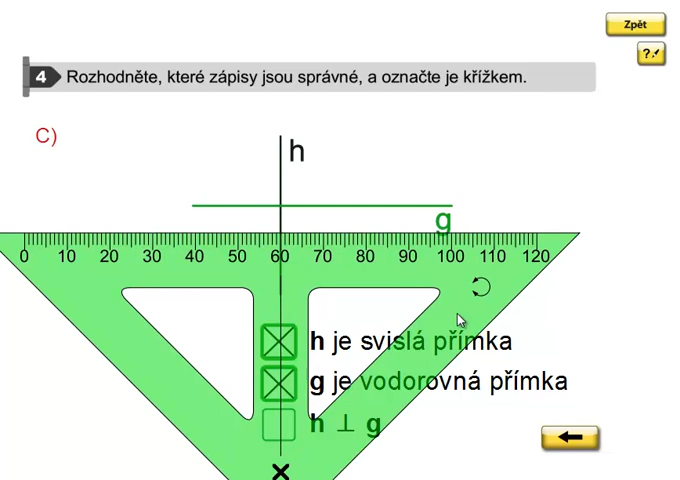 Zpět
?
4 Rozhodněte, které zápisy jsou správné, a označte je křížkem.
C)
h
g
0 10 20 30 40 50 60 70 80 90 100 110 120
h je svislá přímka
g je vodorovná přímka
h ⊥ g